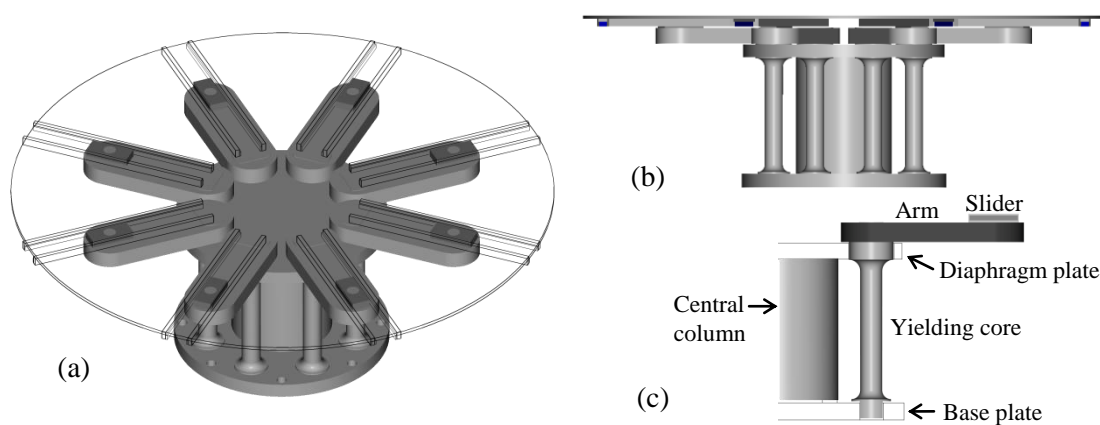 (a)
(b)
(c)
Arm
Slider
Diaphragm plate
Central
column
Yielding core
Base plate